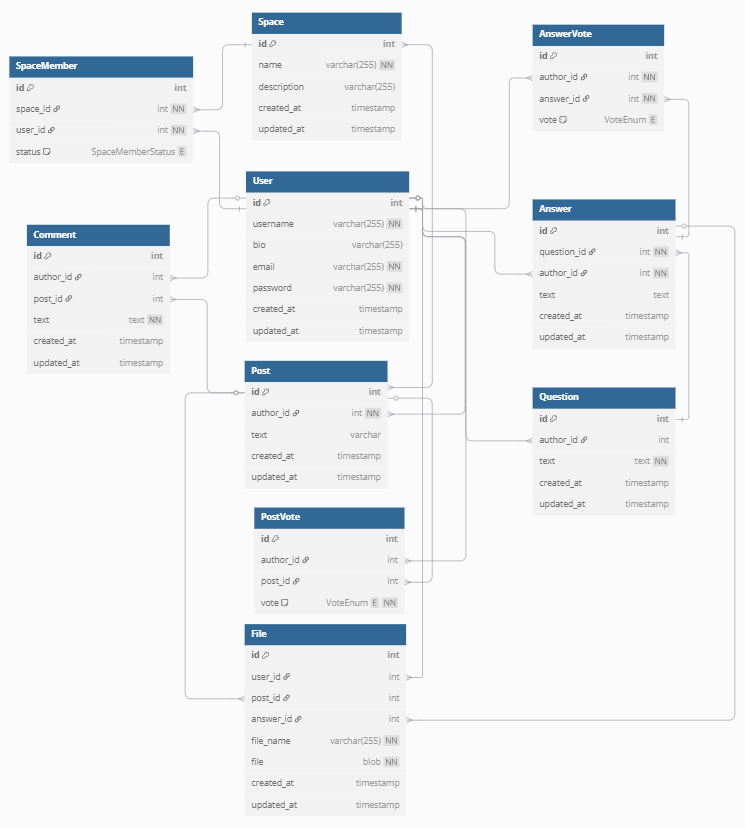 Space
id int
name varchar(255) NN
description varchar(255)
created_at timestamp
updated_at timestamp
SpaceMember
id int
space_id int NN
user_id int NN
status SpaceMemberStatus E
AnswerVote
id int
author_id int NN
answer_id int NN
vote VoteEnum E
User
id int
username varchar(255) NN
bio varchar(255)
email varchar(255) NN
password varchar(255) NN
created_at timestamp
updated_at timestamp
Comment
id int
author_id int
post_id int
text text NN
created_at timestamp
updated_at timestamp
Answer
id int
question_id int NN
author_id int NN
text text
created_at timestamp
updated_at timestamp
Post
id int
author_id int NN
text varchar
created_at timestamp
updated_at timestamp
Question
id int
author_id int
text text NN
created_at timestamp
updated_at timestamp
PostVote
id int
author_id int
post_id int
vote VoteEnum E NN
File
id int
user_id int
post_id int
answer_id int
file_name varchar(255) NN
file blob NN
created_at timestamp
updated_at timestamp